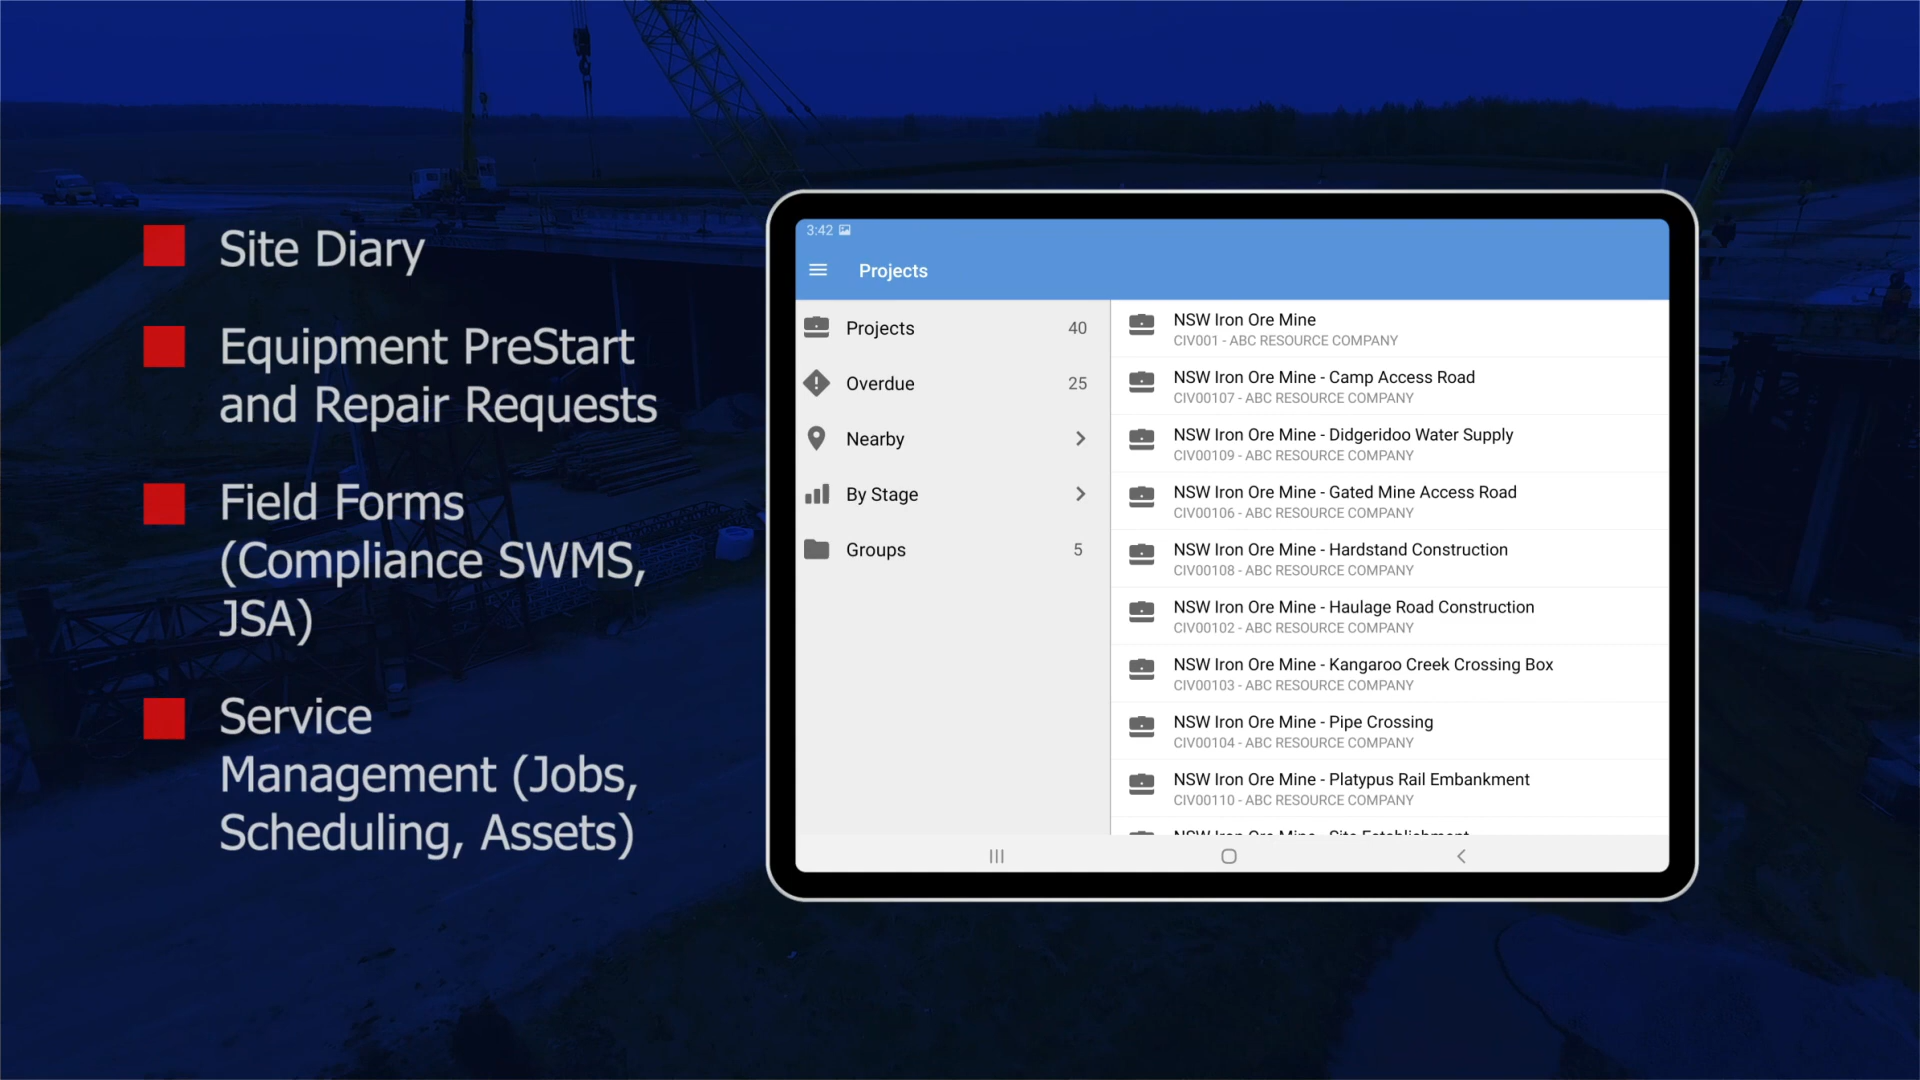 Site Diary
Equipment PreStart
and Repair Requests
Field Forms
(Compliance SWMS,
JSA)
Service
Management (Jobs,
Scheduling, Assets)
3:42
Projects
Projects 40
Overdue 25
Nearby
By Stage
Groups 5
NSW Iron Ore Mine
CIV001 - ABC RESOURCE COMPANY
NSW Iron Ore Mine - Camp Access Road
CIV00107 - ABC RESOURCE COMPANY
NSW Iron Ore Mine - Didgeridoo Water Supply
CIV00109 - ABC RESOURCE COMPANY
NSW Iron Ore Mine - Gated Mine Access Road
CIV00106 - ABC RESOURCE COMPANY
NSW Iron Ore Mine - Hardstand Construction
CIV00108 - ABC RESOURCE COMPANY
NSW Iron Ore Mine - Haulage Road Construction
CIV00102 - ABC RESOURCE COMPANY
NSW Iron Ore Mine - Kangaroo Creek Crossing Box
CIV00103 - ABC RESOURCE COMPANY
NSW Iron Ore Mine - Pipe Crossing
CIV00104 - ABC RESOURCE COMPANY
NSW Iron Ore Mine - Platypus Rail Embankment
CIV00110 - ABC RESOURCE COMPANY
NSW Iron Ore Mine - Site Establishment